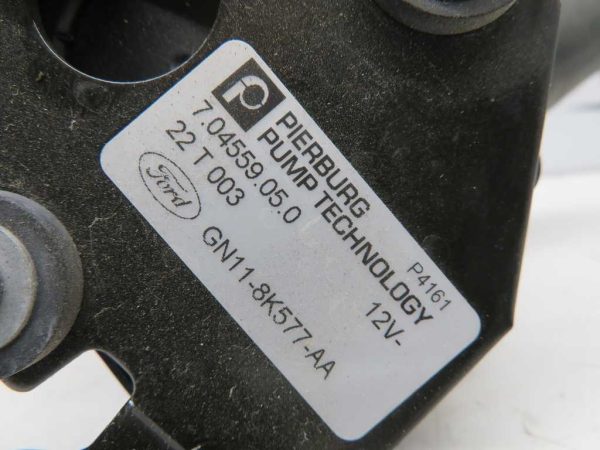 PIERBURG
PUMP TECHNOLOGY
7.04559.05.0
22 T 003
P4161
12V-
Ford
GN11-8K577-AA